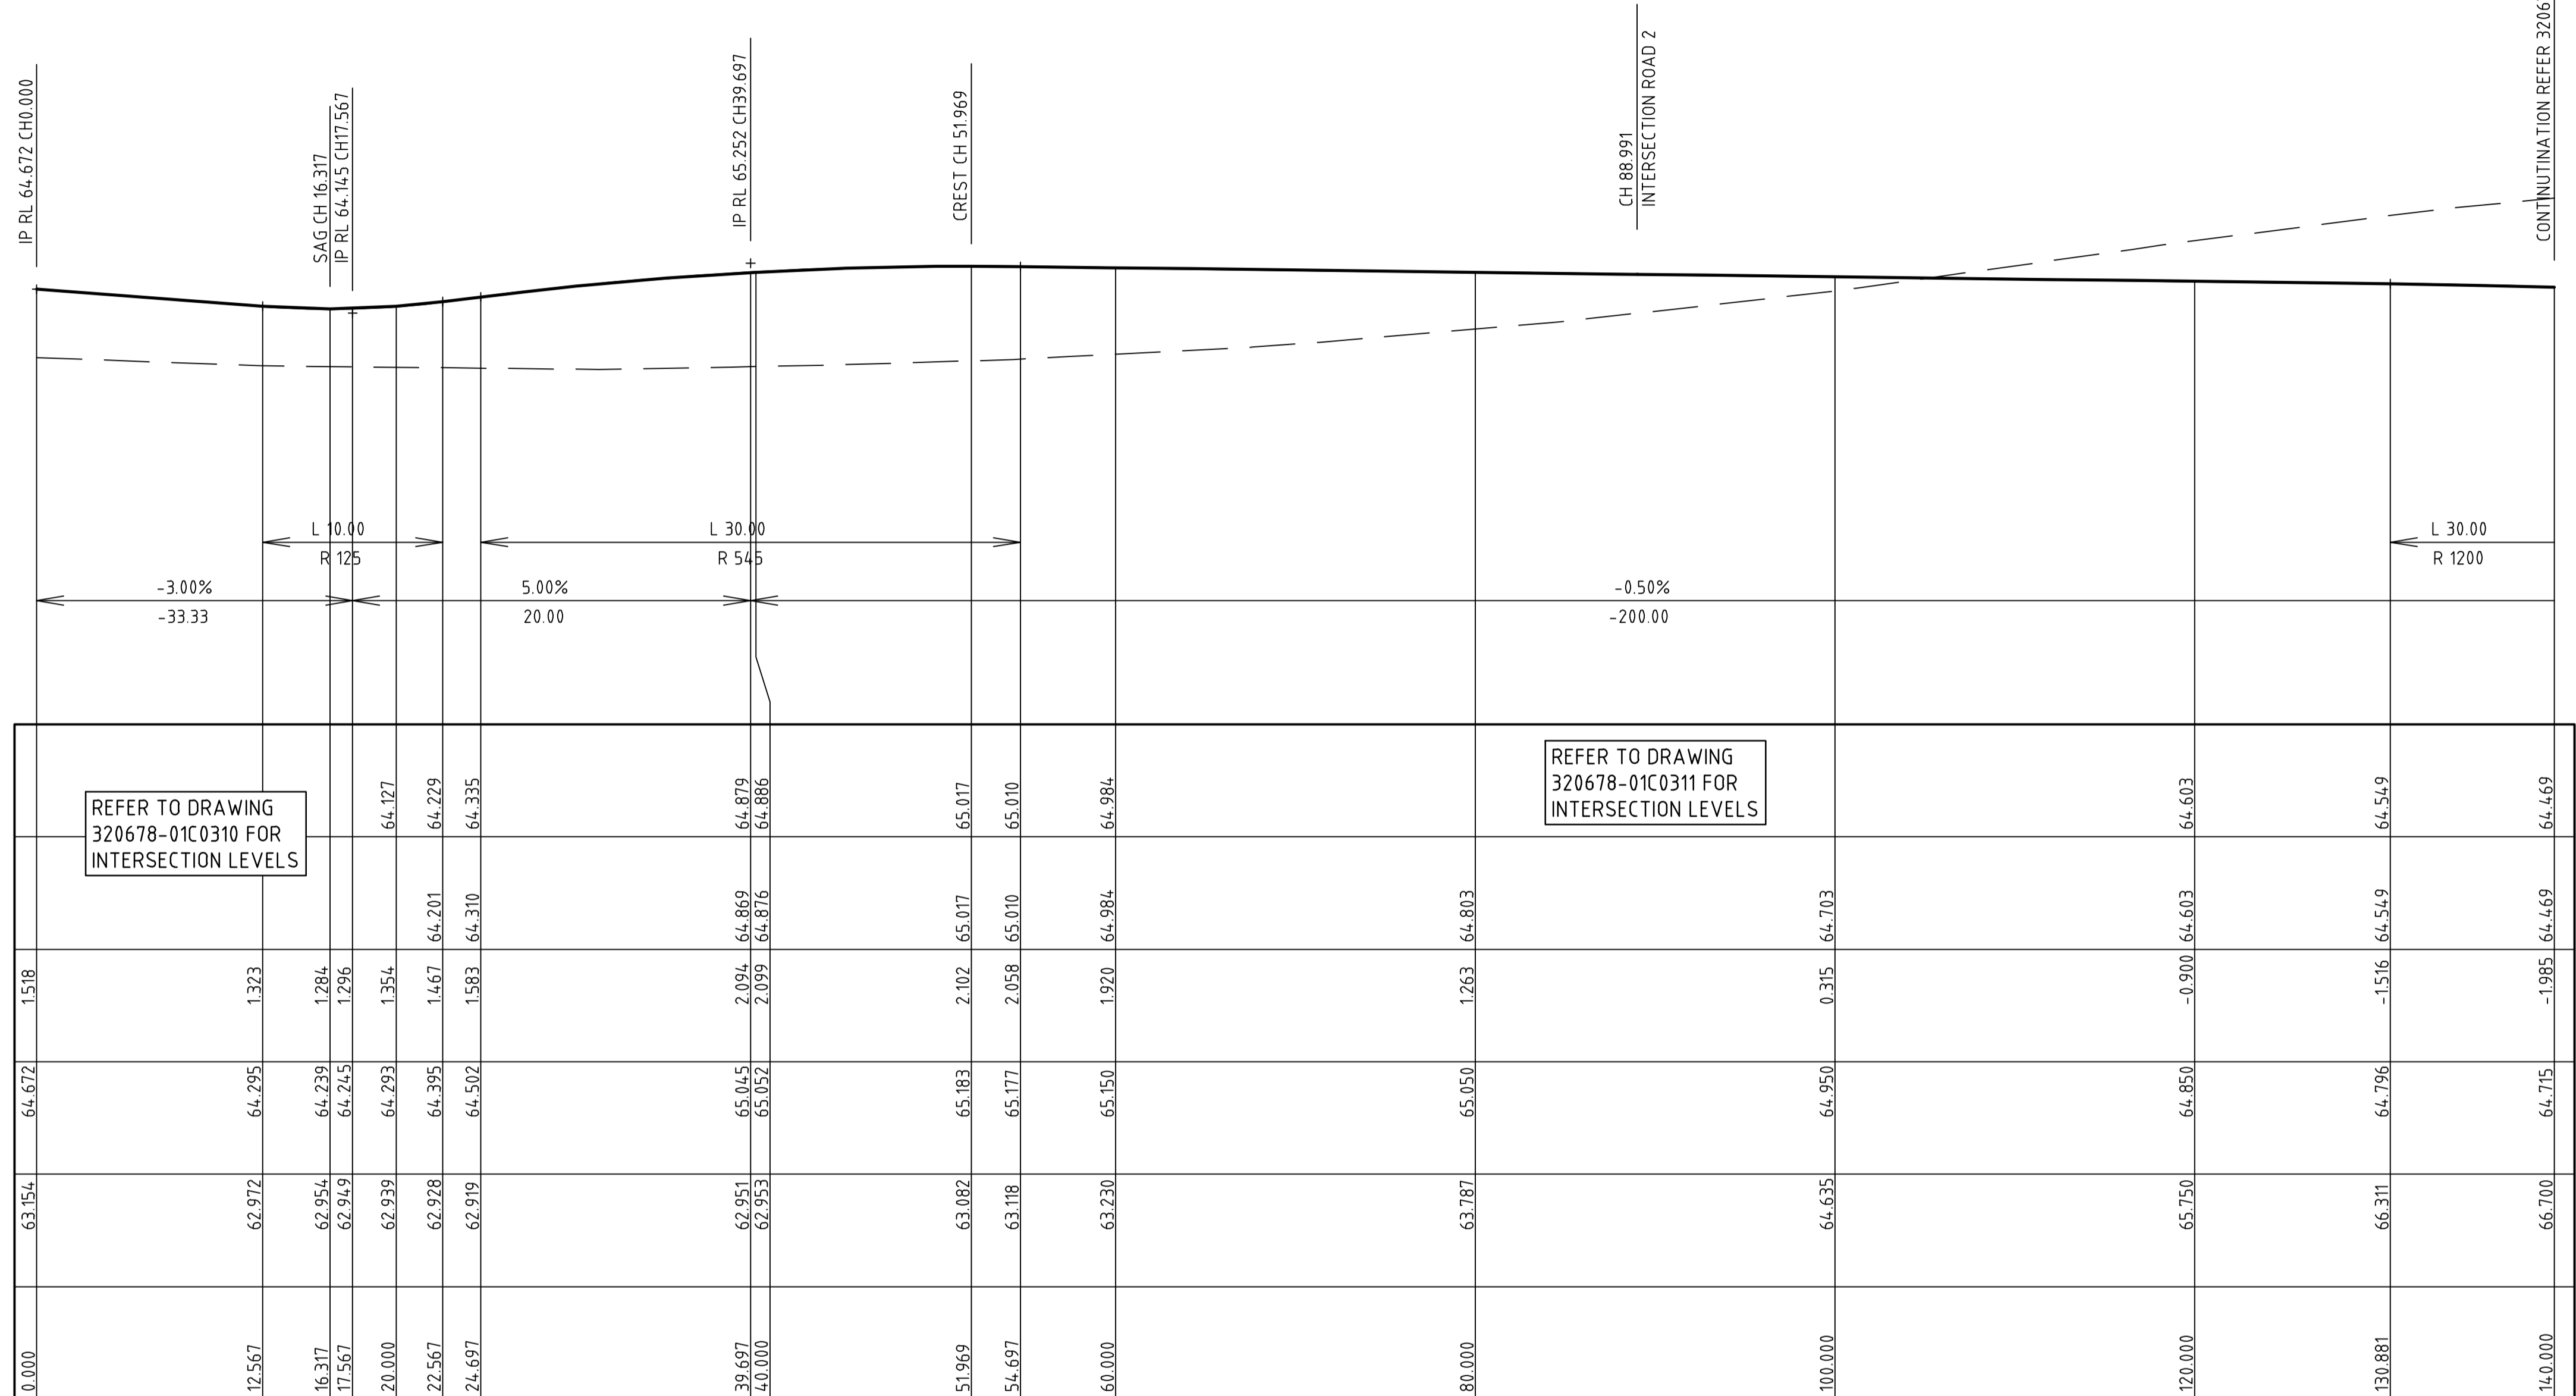 IP RL 64.672 CH0.000
SAG CH 16.317
IP RL 64.145 CH17.567
IP RL 65.252 CH39.697
CREST CH 51.969
CH 88.991
INTERSECTION ROAD 2
CONTINUTINATION REFER 3206
L 10.00
R 125
L 30.00
R 545
L 30.00
R 1200
-3.00%
-33.33
5.00%
20.00
-0.50%
-200.00
REFER TO DRAWING
320678-01C0310 FOR
INTERSECTION LEVELS
REFER TO DRAWING
320678-01C0311 FOR
INTERSECTION LEVELS
64.127 64.229 64.335 64.879 64.886 65.017 65.010 64.984 64.603 64.549 64.469
64.201 64.310 64.869 64.876 65.017 65.010 64.984 64.803 64.703 64.603 64.549 64.469
1.518 1.323 1.284 1.296 1.354 1.467 1.583 2.094 2.099 2.102 2.058 1.920 1.263 0.315 -0.900 -1.516 -1.985
64.672 64.295 64.239 64.245 64.293 64.395 64.502 65.045 65.052 65.183 65.177 65.150 65.050 64.950 64.850 64.796 64.715
63.154 62.972 62.954 62.949 62.939 62.928 62.919 62.951 62.953 63.082 63.118 63.230 63.787 64.635 65.750 66.311 66.700
0.000 12.567 16.317 17.567 20.000 22.567 24.697 39.697 40.000 51.969 54.697 60.000 80.000 100.000 120.000 130.881 140.000